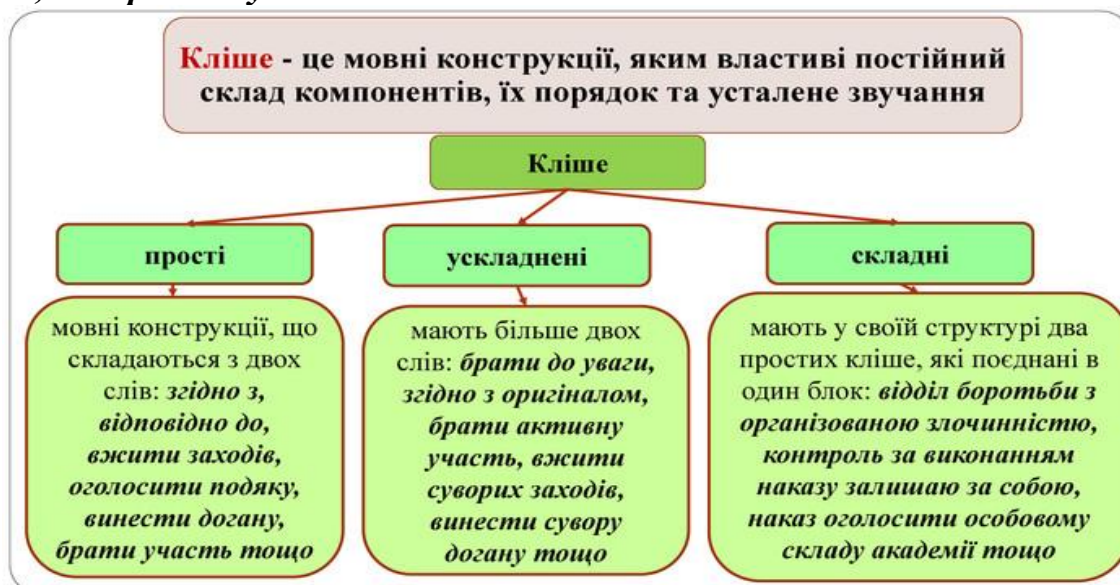 Кліше - це мовні конструкції, яким властиві постійний
склад компонентів, їх порядок та усталене звучання
Кліше
прості
мовні конструкції, що
складаються з двох
слів: згідно з,
відповідно до,
вжити заходів,
оголосити подяку,
винести догану,
брати участь тощо
ускладнені
мають більше двох
слів: брати до уваги,
згідно з оригіналом,
брати активну
участь, вжити
суворих заходів,
винести сувору
догану тощо
складні
мають у своїй структурі два
простих кліше, які поєднані в
один блок: відділ боротьби з
організованою злочинністю,
контроль за виконанням
наказу залишаю за собою,
наказ оголосити особовому
складу академії тощо